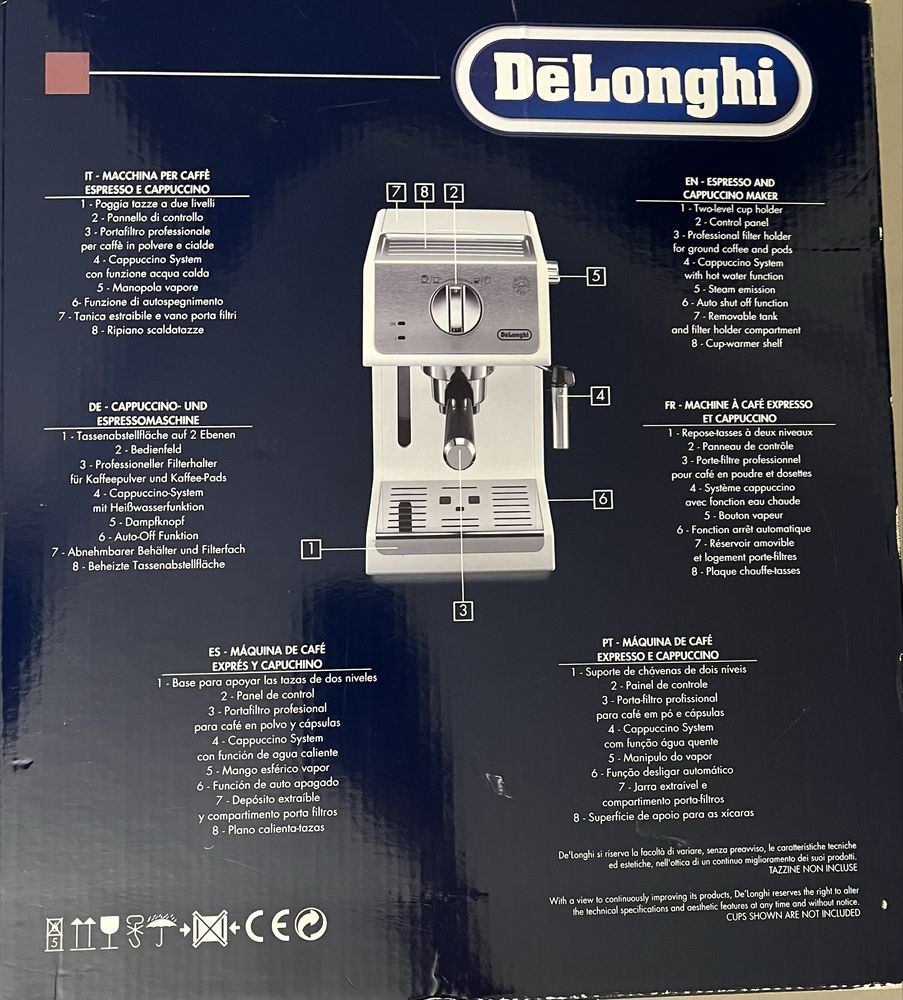 DēLonghi
IT - MACCHINA PER CAFFÈ
ESPRESSO E CAPPUCCINO
1 - Poggia tazze a due livelli
2 - Pannello di controllo
3 - Portafiltro professionale
per caffè in polvere e cialde
4 - Cappuccino System
con funzione acqua calda
5 - Manopola vapore
6- Funzione di autospegnimento
7 - Tanica estraibile e vano porta filtri
8 - Ripiano scaldatazze
7 8 2
5
ON
DēLonghi
4
6
1
3
EN - ESPRESSO AND
CAPPUCCINO MAKER
1 - Two-level cup holder
2 - Control panel
3 - Professional filter holder
for ground coffee and pods
4 - Cappuccino System
with hot water function
5 - Steam emission
6 - Auto shut off function
7 - Removable tank
and filter holder compartment
8 - Cup-warmer shelf
DE - CAPPUCCINO- UND
ESPRESSOMASCHINE
1 - Tassenabstellfläche auf 2 Ebenen
2 - Bedienfeld
3 - Professioneller Filterhalter
für Kaffeepulver und Kaffee-Pads
4 - Cappuccino-System
mit Heißwasserfunktion
5 - Dampfknopf
6 - Auto-Off Funktion
7 - Abnehmbarer Behälter und Filterfach
8 - Beheizte Tassenabstellfläche
FR - MACHINE À CAFÉ EXPRESSO
ET CAPPUCCINO
1 - Repose-tasses à deux niveaux
2 - Panneau de contrôle
3 - Porte-filtre professionnel
pour café en poudre et dosettes
4 - Système cappuccino
avec fonction eau chaude
5 - Bouton vapeur
6 - Fonction arrêt automatique
7 - Réservoir amovible
et logement porte-filtres
8 - Plaque chauffe-tasses
ES - MÁQUINA DE CAFÉ
EXPRÉS Y CAPUCHINO
1 - Base para apoyar las tazas de dos niveles
2 - Panel de control
3 - Portafiltro profesional
para café en polvo y cápsulas
4 - Cappuccino System
con función de agua caliente
5 - Mango esférico vapor
6 - Función de auto apagado
7 - Depósito extraíble
y compartimento porta filtros
8 - Plano calienta-tazas
PT - MÁQUINA DE CAFÉ
EXPRESSO E CAPPUCCINO
1 - Suporte de chávenas de dois níveis
2 - Painel de controle
3 - Porta-filtro profissional
para café em pó e cápsulas
4 - Cappuccino System
com função água quente
5 - Manipulo do vapor
6 - Função desligar automático
7 - Jarra extraível e
compartimento porta-filtros
8 - Superfície de apoio para as xícaras
De'Longhi si riserva la facoltà di variare, senza preavviso, le caratteristiche tecniche
ed estetiche, nell'ottica di un continuo miglioramento dei suoi prodotti.
TAZZINE NON INCLUSE
With a view to continuously improving its products, De'Longhi reserves the right to alter
the technical specifications and aesthetic features at any time and without notice.
CUPS SHOWN ARE NOT INCLUDED
5
CE